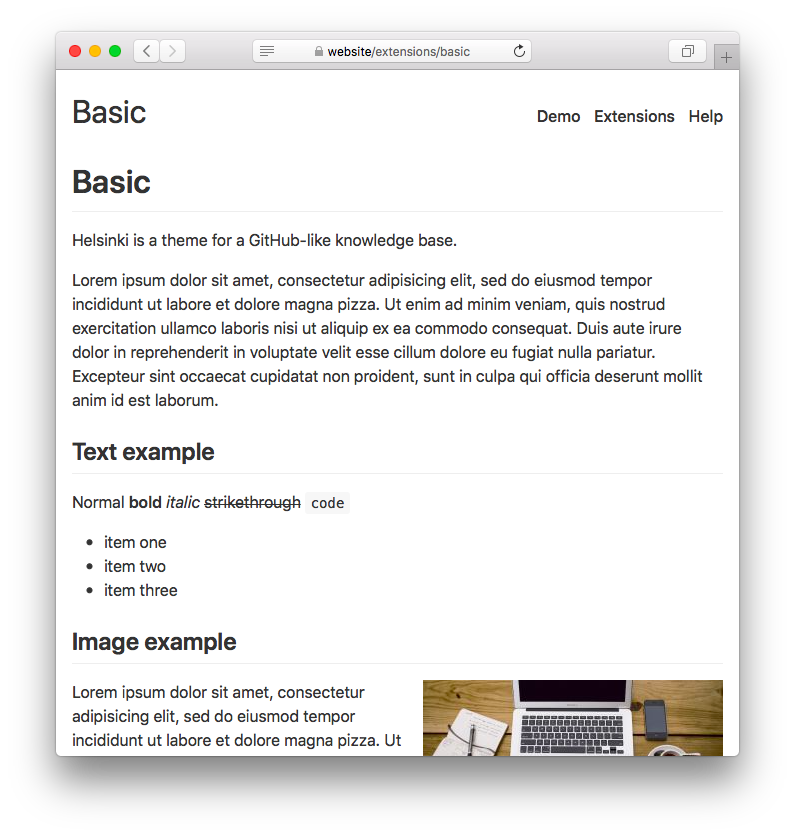 website/extensions/basic
Basic
Demo Extensions Help
Basic
Helsinki is a theme for a GitHub-like knowledge base.
Lorem ipsum dolor sit amet, consectetur adipisicing elit, sed do eiusmod tempor
incididunt ut labore et dolore magna pizza. Ut enim ad minim veniam, quis nostrud
exercitation ullamco laboris nisi ut aliquip ex ea commodo consequat. Duis aute irure
dolor in reprehenderit in voluptate velit esse cillum dolore eu fugiat nulla pariatur.
Excepteur sint occaecat cupidatat non proident, sunt in culpa qui officia deserunt mollit
anim id est laborum.
Text example
Normal bold italic strikethrough code
item one
item two
item three
Image example
Lorem ipsum dolor sit amet, consectetur
adipisicing elit, sed do eiusmod tempor
incididunt ut labore et dolore magna pizza. Ut